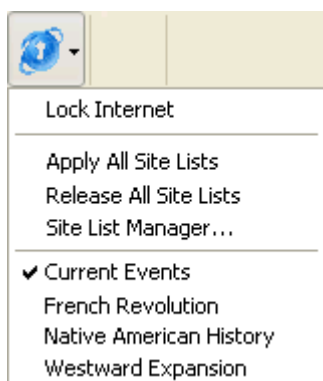 Lock Internet
Apply All Site Lists
Release All Site Lists
Site List Manager...
Current Events
French Revolution
Native American History
Westward Expansion